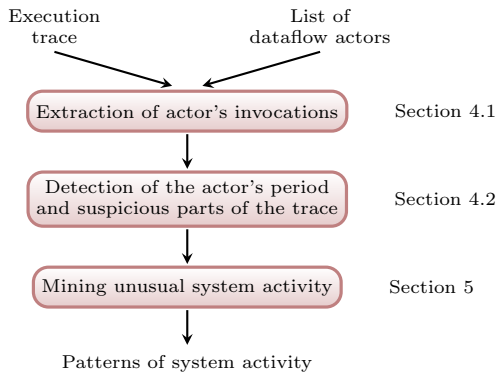 Execution
trace
List of
dataflow actors
Extraction of actor's invocations
Section 4.1
Detection of the actor's period
and suspicious parts of the trace
Section 4.2
Mining unusual system activity
Section 5
Patterns of system activity